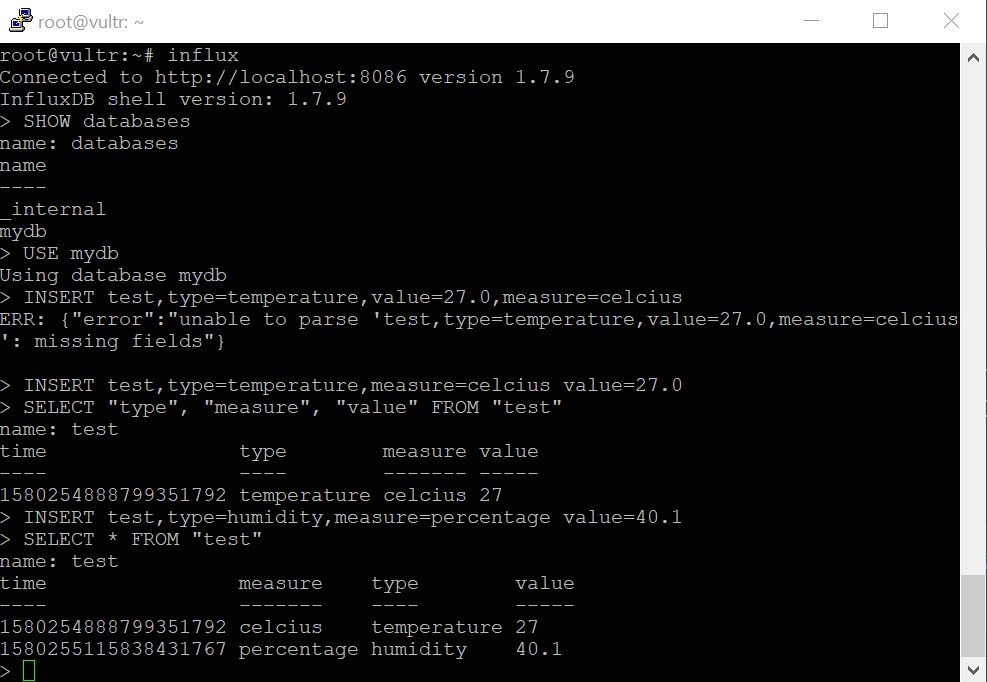 root@vultr: ~
root@vultr:~# influx
Connected to http://localhost:8086 version 1.7.9
InfluxDB shell version: 1.7.9
> SHOW databases
name: databases
name
----
_internal
mydb
> USE mydb
Using database mydb
> INSERT test,type=temperature,value=27.0,measure=celcius
ERR: {"error":"unable to parse 'test,type=temperature,value=27.0,measure=celcius
': missing fields"}
> INSERT test,type=temperature,measure=celcius value=27.0
> SELECT "type", "measure", "value" FROM "test"
name: test
time                type        measure value
----                ----        ------- -----
1580254888799351792 temperature celcius 27
> INSERT test,type=humidity,measure=percentage value=40.1
> SELECT * FROM "test"
name: test
time                measure    type        value
----                -------    ----        -----
1580254888799351792 celcius    temperature 27
1580255115838431767 percentage humidity    40.1
>